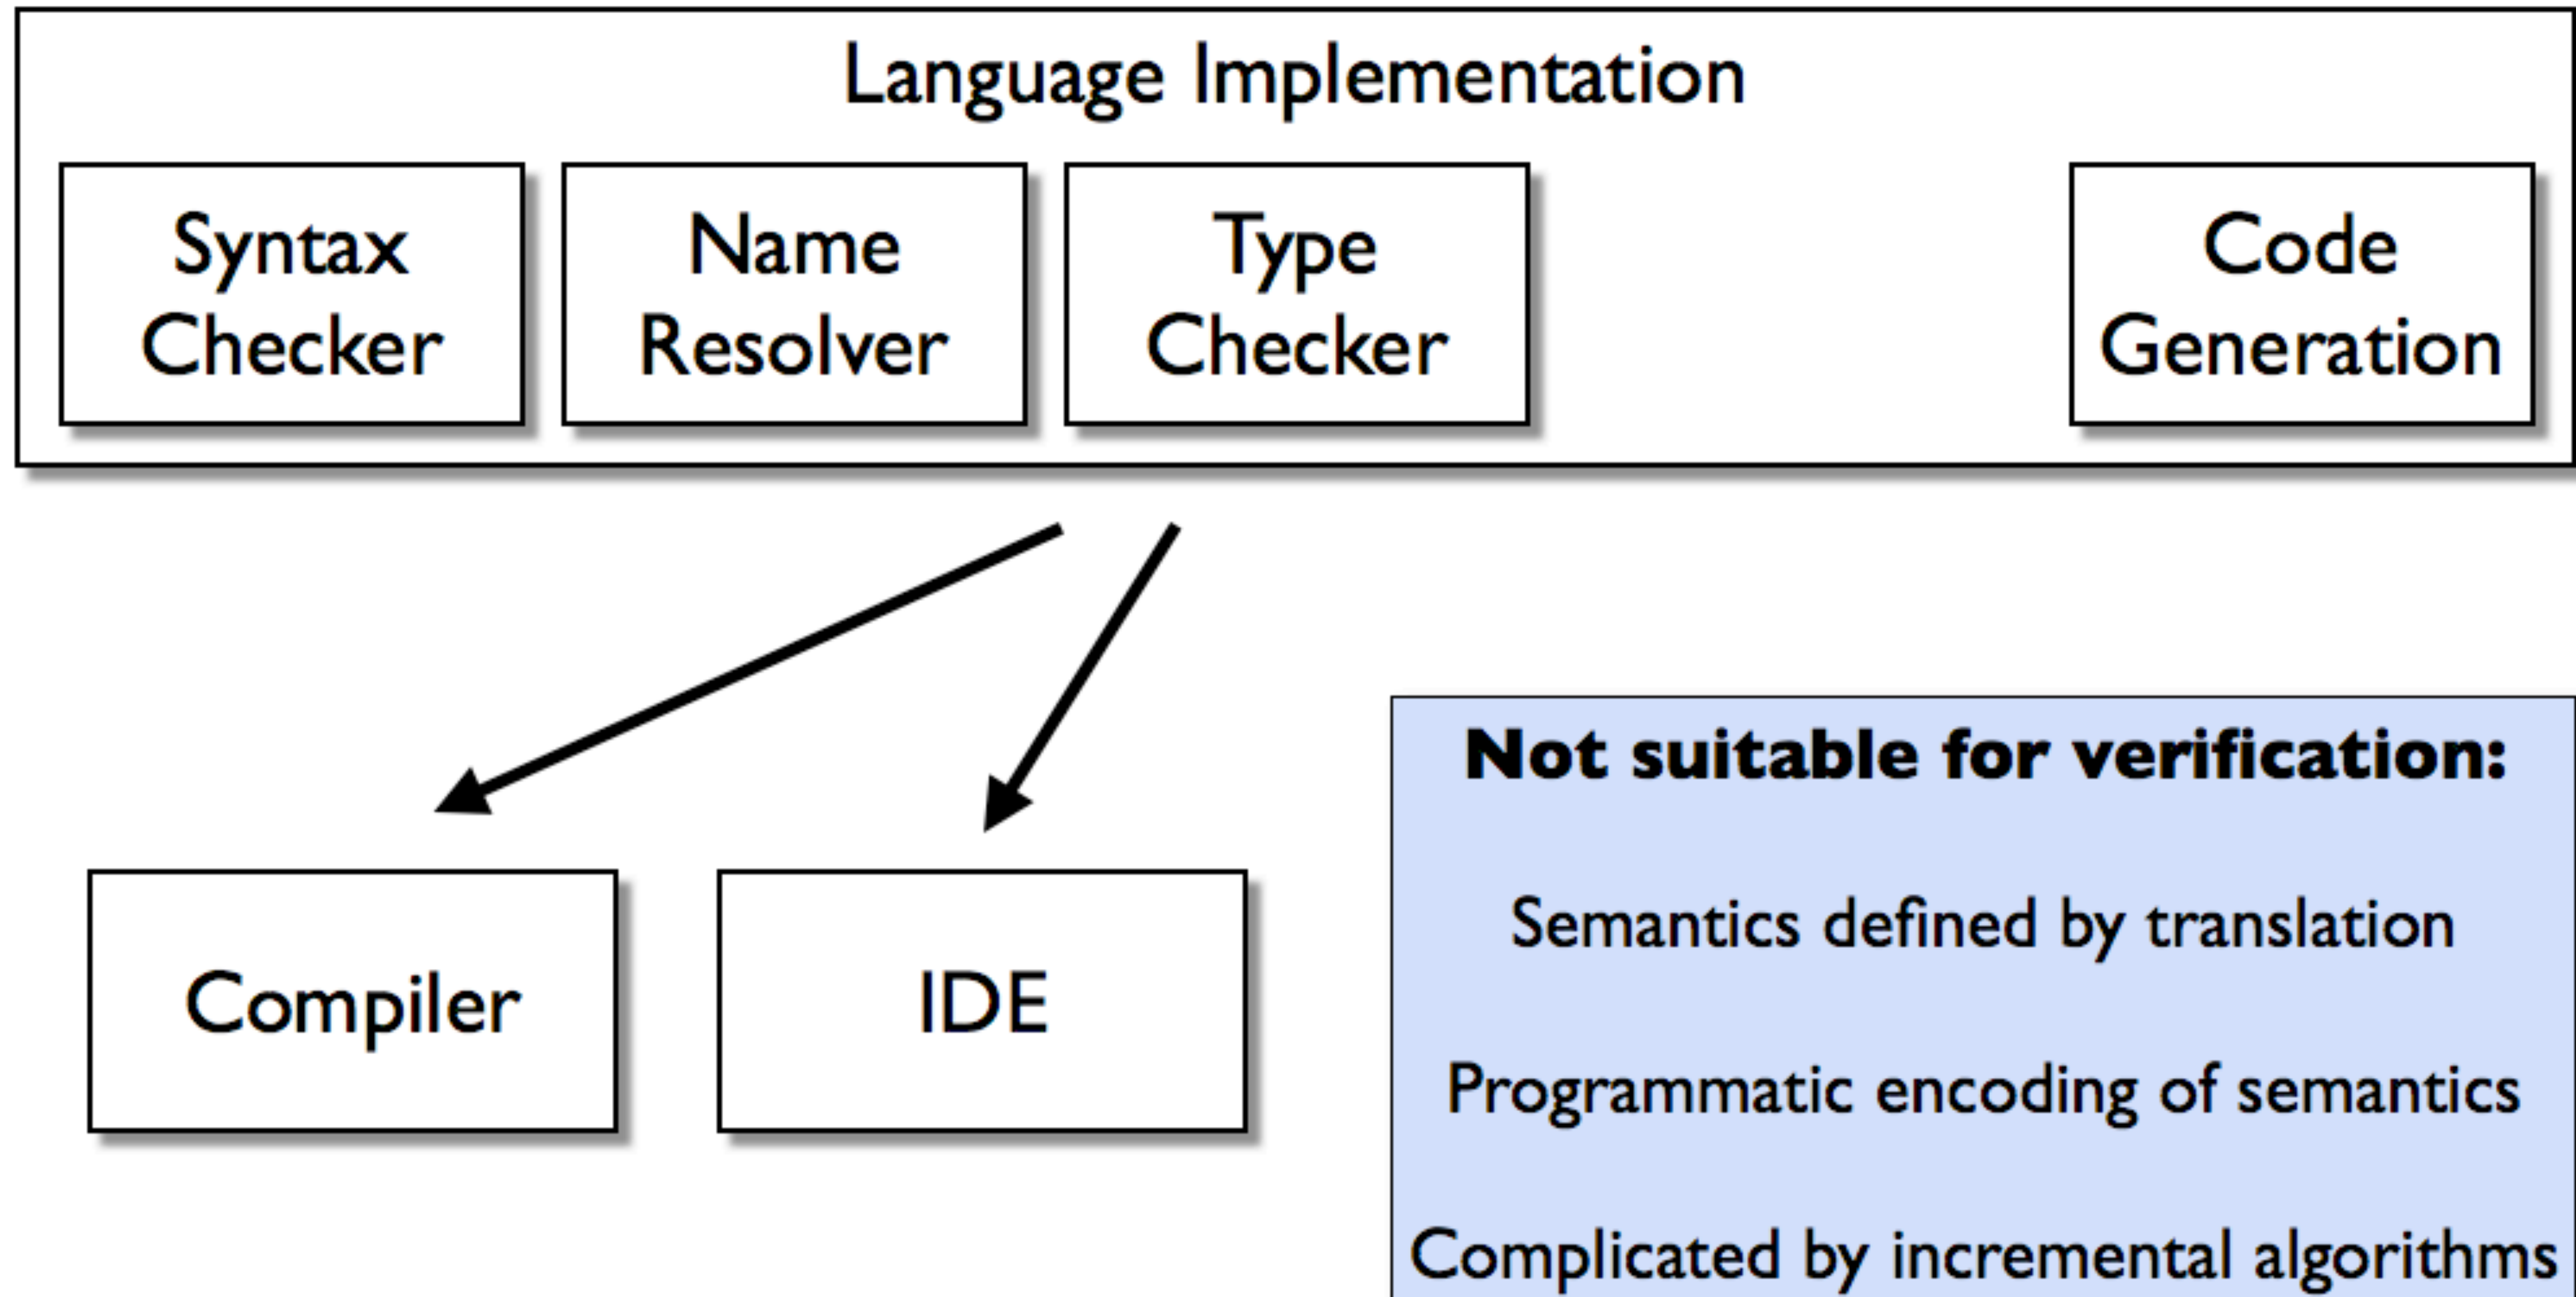 Language Implementation
Syntax
Checker
Name
Resolver
Type
Checker
Code
Generation
Compiler
IDE
Not suitable for verification:
Semantics defined by translation
Programmatic encoding of semantics
Complicated by incremental algorithms